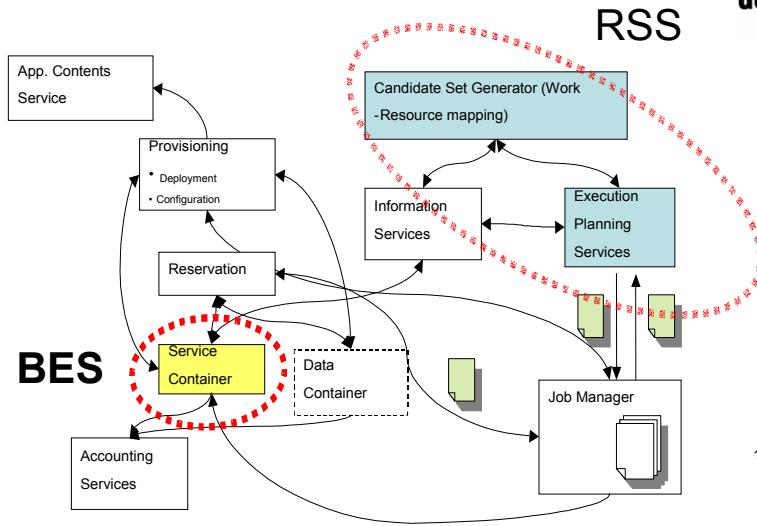 RSS
App. Contents
Service
Candidate Set Generator (Work
-Resource mapping)
Provisioning
• Deployment
• Configuration
Information
Services
Execution
Planning
Services
Reservation
BES
Service
Container
Data
Container
Job Manager
Accounting
Services